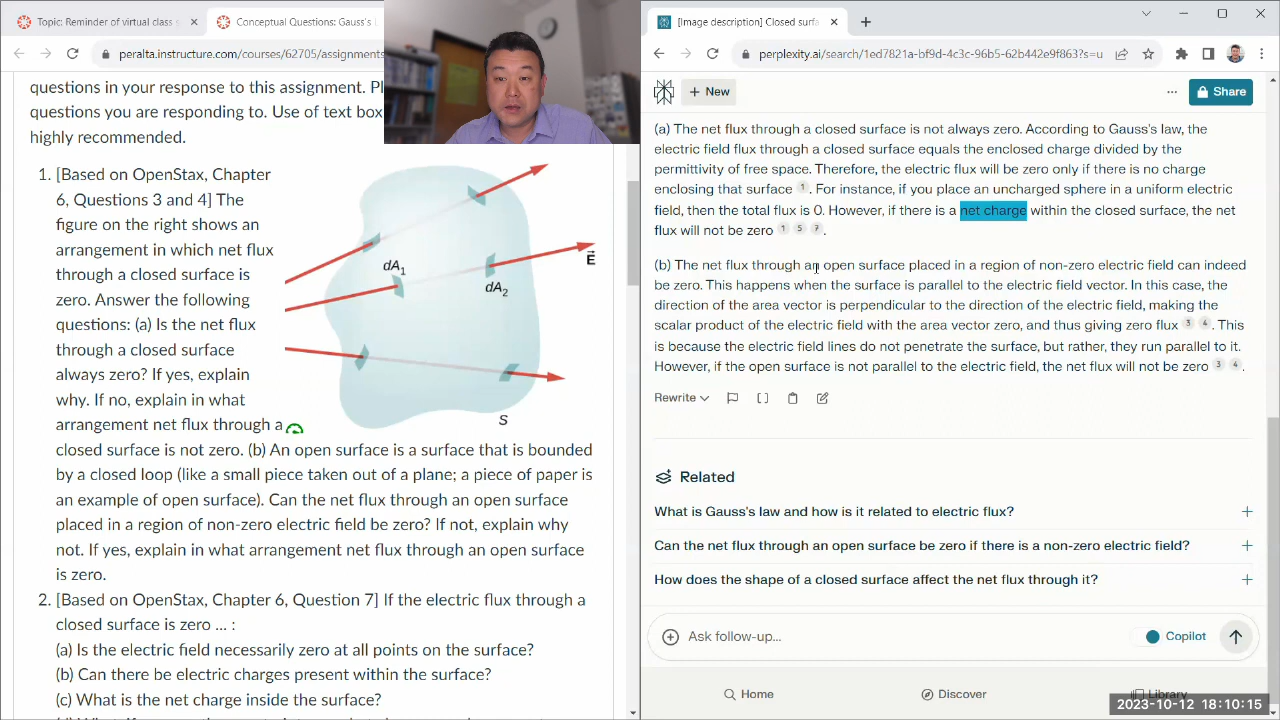 Topic: Reminder of virtual class s
Conceptual Questions: Gauss's L
peralta.instructure.com/courses/62705/assignments
questions in your response to this assignment. Pl
questions you are responding to. Use of text box
highly recommended.
1. [Based on OpenStax, Chapter
6, Questions 3 and 4] The
figure on the right shows an
arrangement in which net flux
through a closed surface is
zero. Answer the following
questions: (a) Is the net flux
through a closed surface
always zero? If yes, explain
why. If no, explain in what
arrangement net flux through a
closed surface is not zero. (b) An open surface is a surface that is bounded
by a closed loop (like a small piece taken out of a plane; a piece of paper is
an example of open surface). Can the net flux through an open surface
placed in a region of non-zero electric field be zero? If not, explain why
not. If yes, explain in what arrangement net flux through an open surface
is zero.
dA1
dA2
E
S
2. [Based on OpenStax, Chapter 6, Question 7] If the electric flux through a
closed surface is zero ... :
(a) Is the electric field necessarily zero at all points on the surface?
(b) Can there be electric charges present within the surface?
(c) What is the net charge inside the surface?
[Image description] Closed surfa
perplexity.ai/search/1ed7821a-bf9d-4c3c-96b5-62b442e9f863?s=u
New
Share
(a) The net flux through a closed surface is not always zero. According to Gauss's law, the
electric field flux through a closed surface equals the enclosed charge divided by the
permittivity of free space. Therefore, the electric flux will be zero only if there is no charge
enclosing that surface 1. For instance, if you place an uncharged sphere in a uniform electric
field, then the total flux is 0. However, if there is a net charge within the closed surface, the net
flux will not be zero 1 5 7.
(b) The net flux through an open surface placed in a region of non-zero electric field can indeed
be zero. This happens when the surface is parallel to the electric field vector. In this case, the
direction of the area vector is perpendicular to the direction of the electric field, making the
scalar product of the electric field with the area vector zero, and thus giving zero flux 3 4. This
is because the electric field lines do not penetrate the surface, but rather, they run parallel to it.
However, if the open surface is not parallel to the electric field, the net flux will not be zero 3 4.
Rewrite
Related
What is Gauss's law and how is it related to electric flux?
Can the net flux through an open surface be zero if there is a non-zero electric field?
How does the shape of a closed surface affect the net flux through it?
Ask follow-up...
Copilot
Home
Discover
Library
2023-10-12 18:10:15